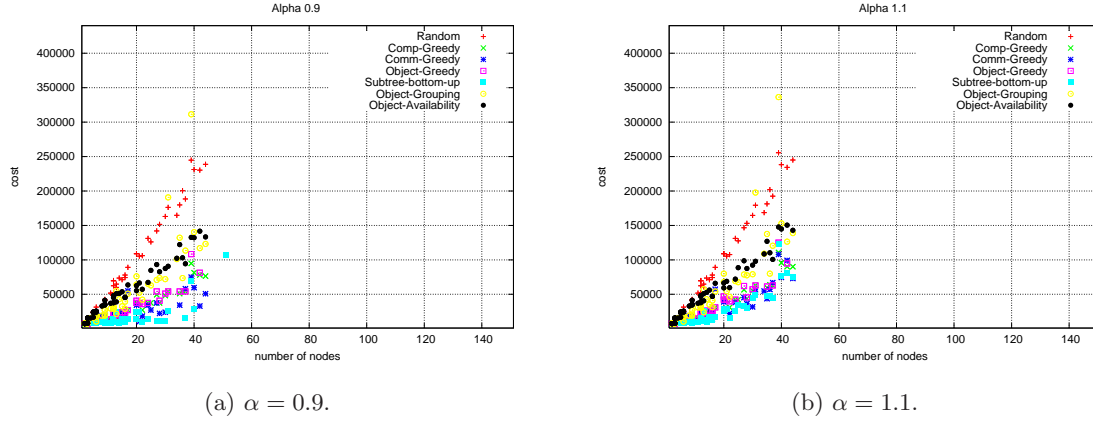 Alpha 0.9
400000
350000
300000
250000
200000
150000
100000
50000
cost
20 40 60 80 100 120 140
number of nodes
Random
Comp-Greedy
Comm-Greedy
Object-Greedy
Subtree-bottom-up
Object-Grouping
Object-Availability
(a) α = 0.9.
Alpha 1.1
400000
350000
300000
250000
200000
150000
100000
50000
cost
20 40 60 80 100 120 140
number of nodes
Random
Comp-Greedy
Comm-Greedy
Object-Greedy
Subtree-bottom-up
Object-Grouping
Object-Availability
(b) α = 1.1.